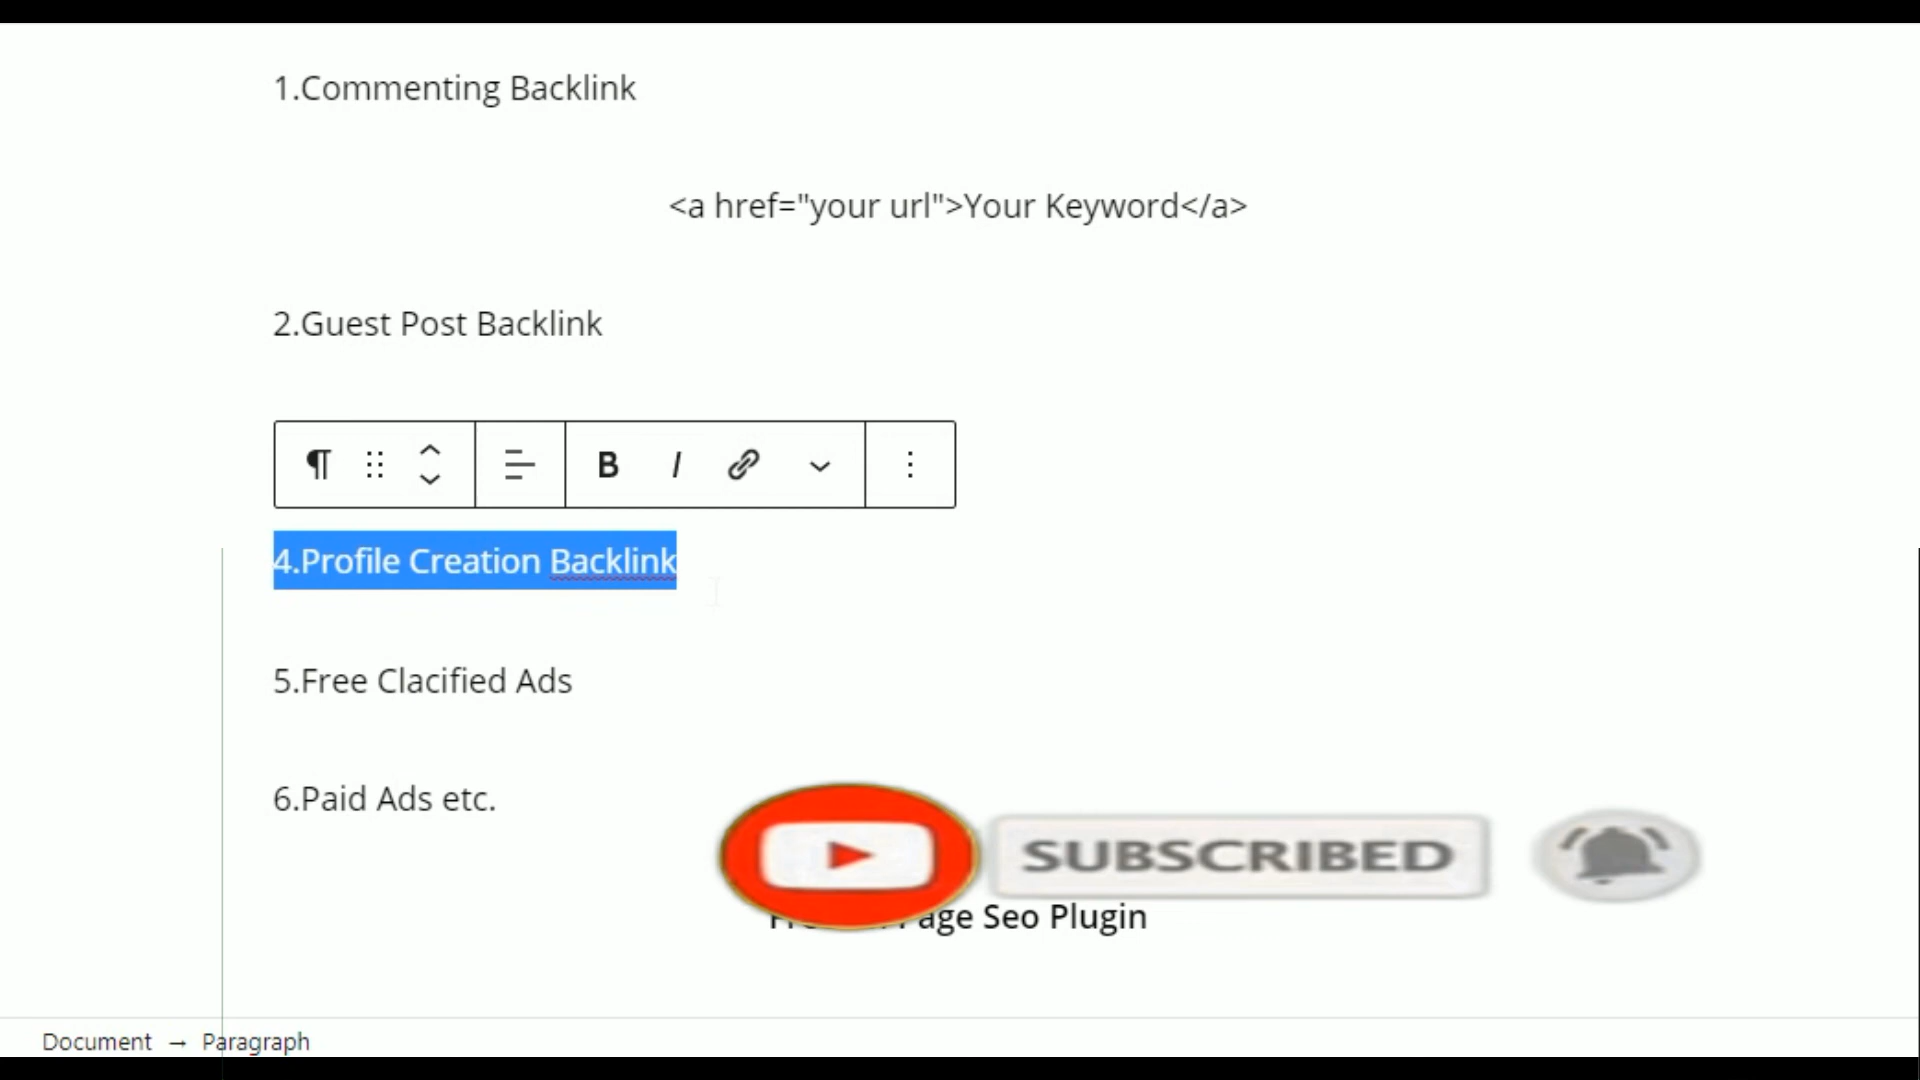 1.Commenting Backlink
<a href="your url">Your Keyword</a>
2.Guest Post Backlink
B I
4.Profile Creation Backlink
5.Free Clacified Ads
6.Paid Ads etc.
SUBSCRIBED
Seo Plugin
Document → Paragraph